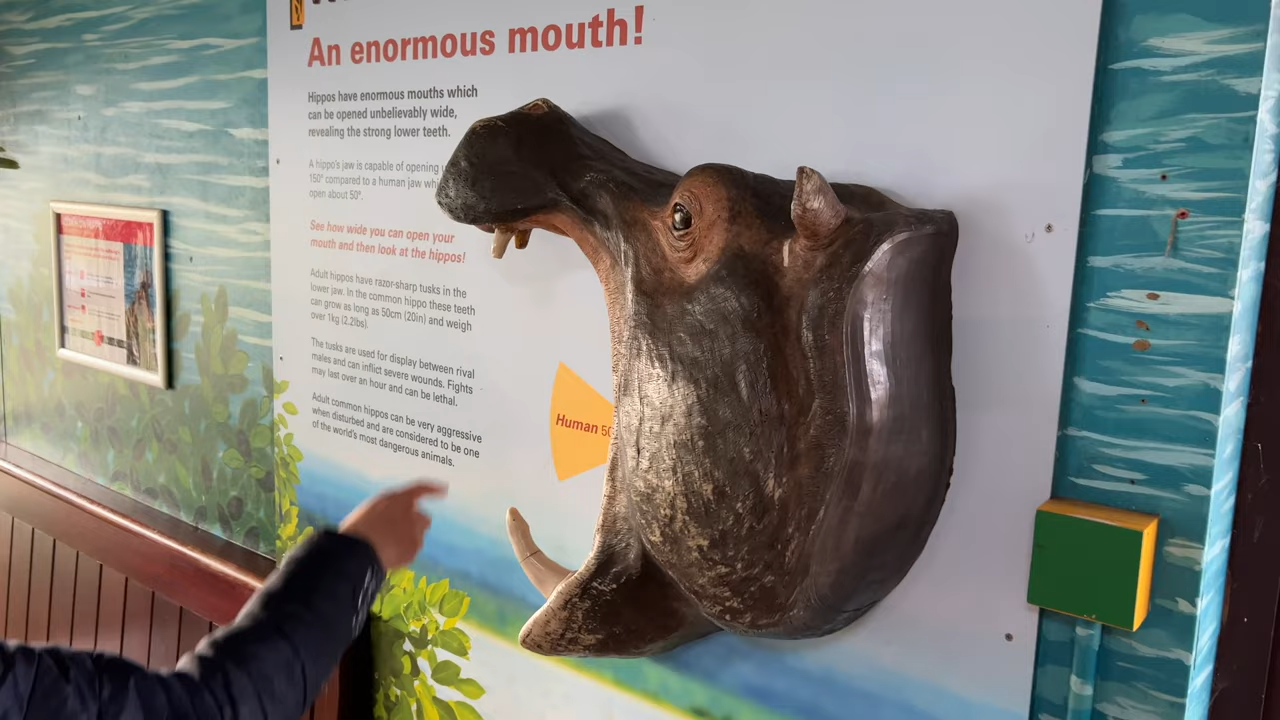 An enormous mouth!
Hippos have enormous mouths which
can be opened unbelievably wide,
revealing the strong lower teeth.
A hippo's jaw is capable of opening
150° compared to a human jaw
open about 50°.
See how wide you can open your
mouth and then look at the hippos!
Adult hippos have razor-sharp tusks in the
lower jaw. In the common hippo these teeth
can grow as long as 50cm (20in) and weigh
over 1kg (2.2lbs).
The tusks are used for display between rival
males and can inflict severe wounds. Fights
may last over an hour and can be lethal.
Adult common hippos can be very aggressive
when disturbed and are considered to be one
of the world's most dangerous animals.
Human 50